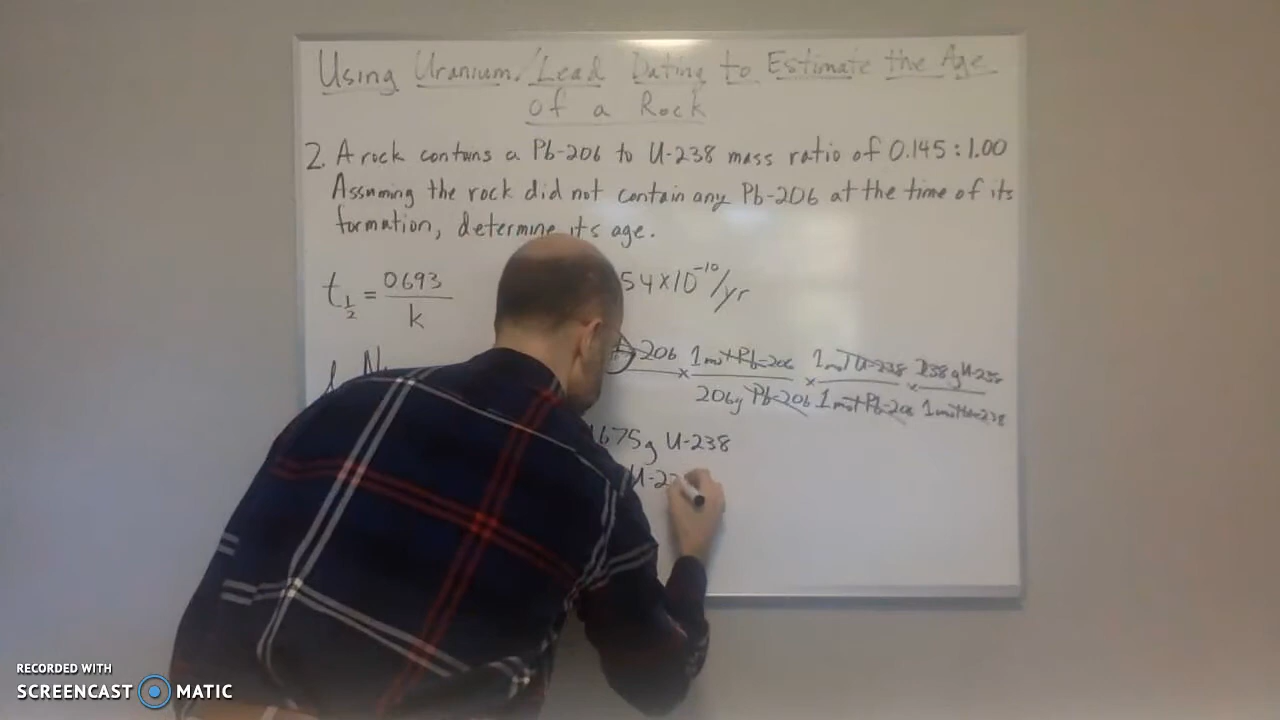 Using Uranium/Lead Dating to Estimate the Age
of a Rock
2. A rock contains a Pb-206 to U-238 mass ratio of 0.145 : 1.00
Assuming the rock did not contain any Pb-206 at the time of its
formation, determine its age.
t 1/2 = 0.693 / k
54×10⁻¹⁰/yr
206 × 1 mol Pb-206 / 206g Pb-206 × 1 mol U-238 / 1 mol Pb-206 × 238 g U-238 / 1 mol U-238
675g U-238
U-2
RECORDED WITH
SCREENCAST MATIC